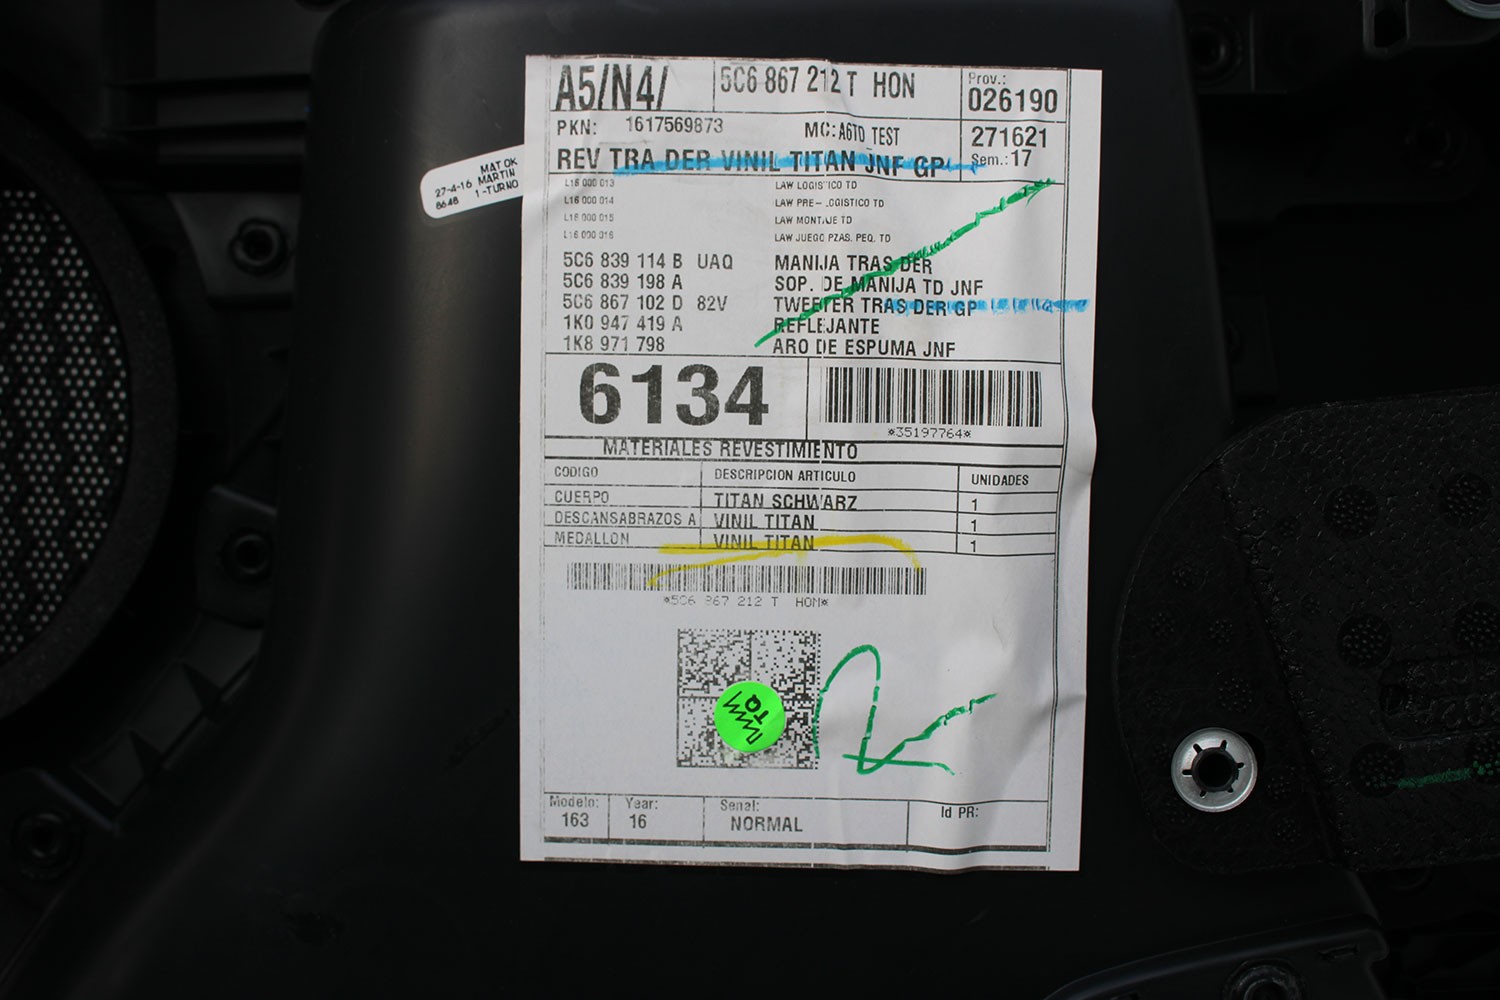 A5/N4/ 5C6 867 212 T HON Prov.: 026190
PKN: 1617569873 MC: A6TD TEST 271621
REV TRA DER VINIL TITAN JNF GP Sem.: 17
MAT OK
27-4-16 MARTIN
8648 1-TURNO
L16 000 013 LAW LOGISTICO TD
L16 000 014 LAW PRE- LOGISTICO TD
L16 000 015 LAW MONTAJE TD
L16 000 016 LAW JUEGO PZAS. PEQ. TD
5C6 839 114 B UAQ MANIJA TRAS DER
5C6 839 198 A SOP. DE MANIJA TD JNF
5C6 867 102 D 82V TWEETER TRAS DER GP
1K0 947 419 A REFLEJANTE
1K8 971 798 ARO DE ESPUMA JNF
6134 *35197764*
MATERIALES REVESTIMIENTO
CODIGO DESCRIPCION ARTICULO UNIDADES
CUERPO TITAN SCHWARZ 1
DESCANSABRAZOS A VINIL TITAN 1
MEDALLON VINIL TITAN 1
*5C6 867 212 T HON*
TQ
Modelo: 163 Year: 16 Senal: NORMAL Id PR: